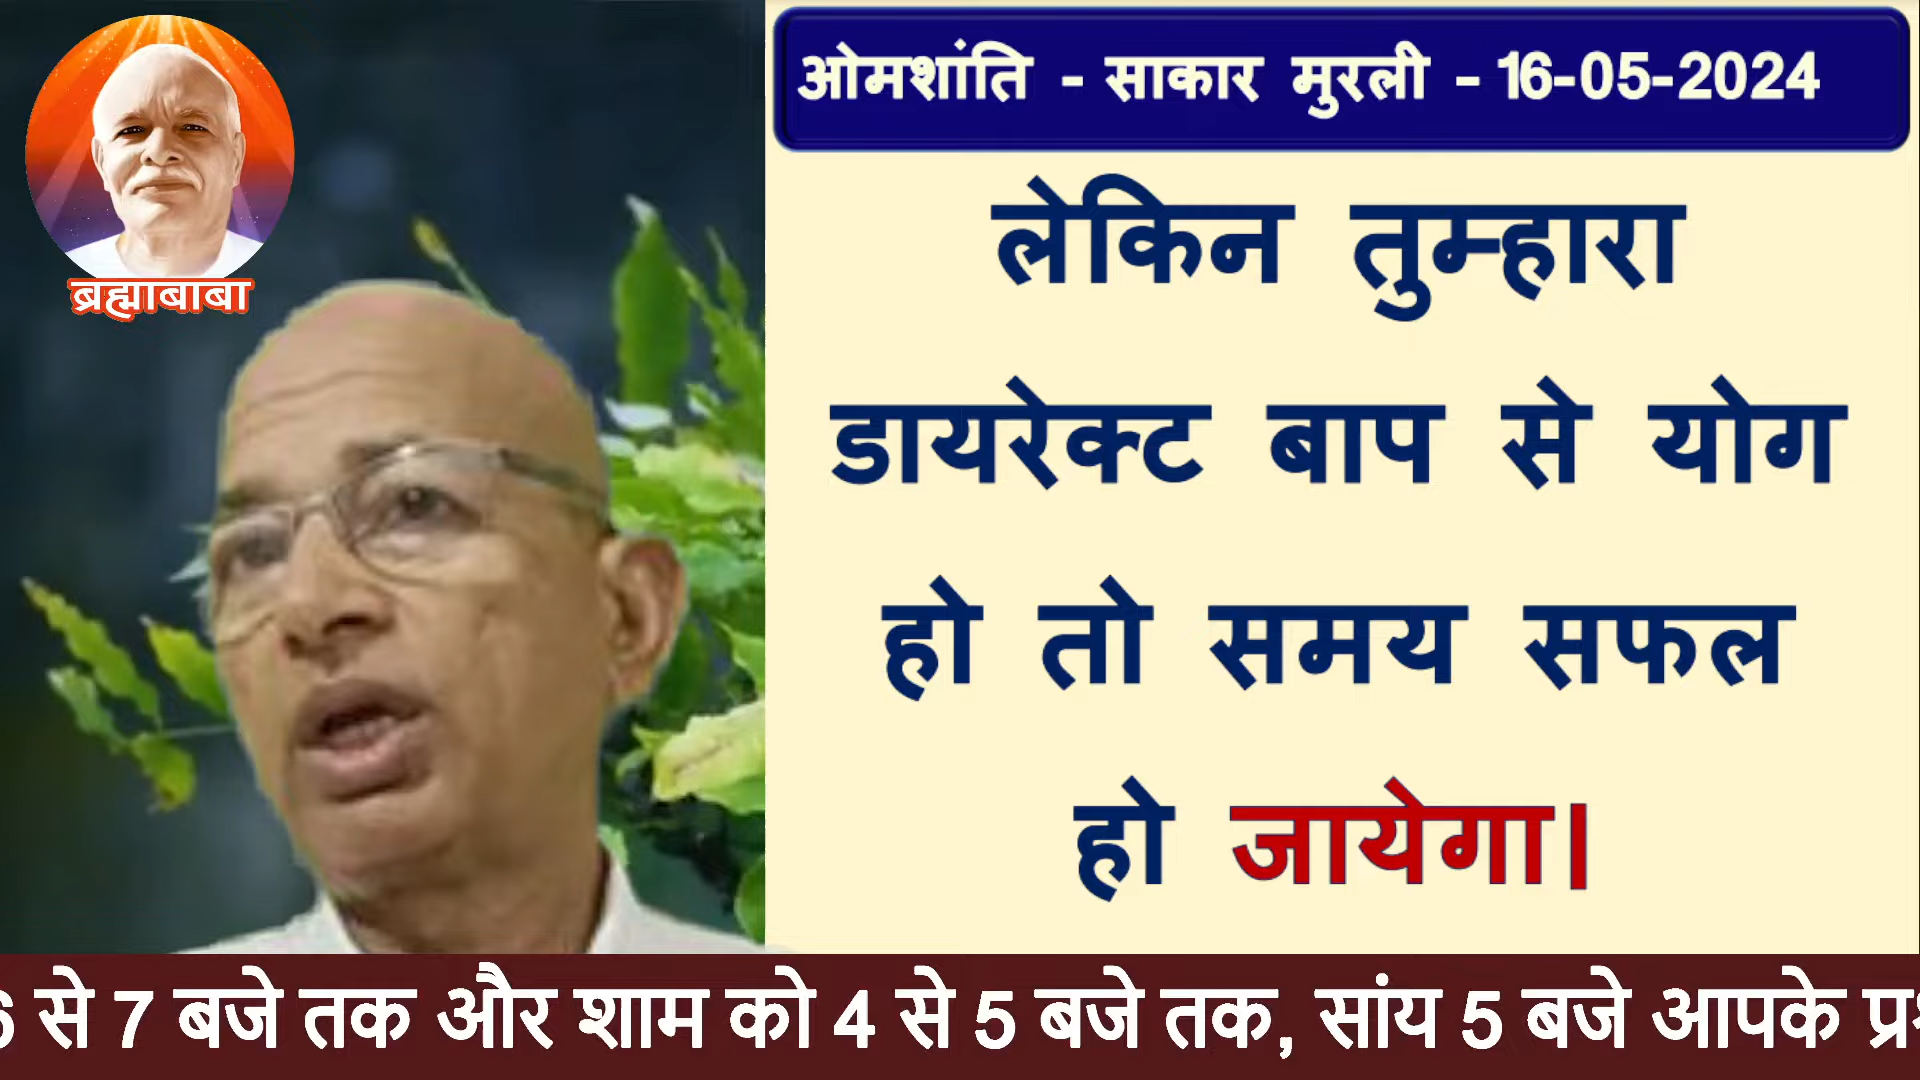 ब्रह्माबाबा
ओमशांति - साकार मुरली - 16-05-2024
लेकिन तुम्हारा
डायरेक्ट बाप से योग
हो तो समय सफल
हो जायेगा।
6 से 7 बजे तक और शाम को 4 से 5 बजे तक, सांय 5 बजे आपके